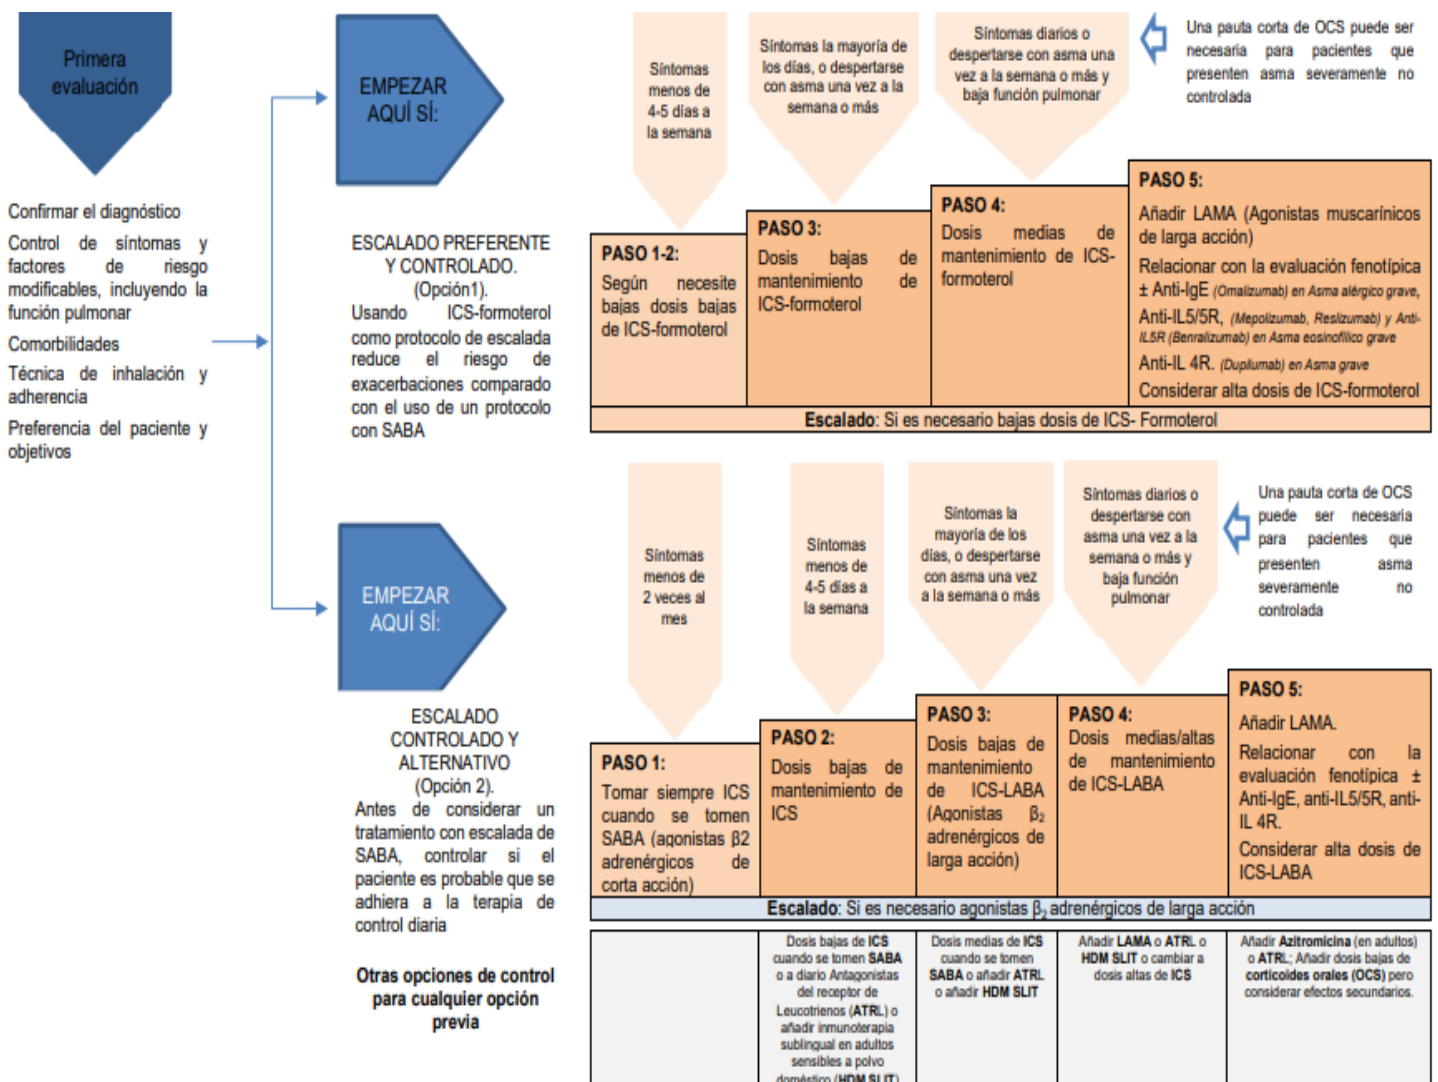 Primera
evaluación
Confirmar el diagnóstico
Control de síntomas y
factores de riesgo
modificables, incluyendo la
función pulmonar
Comorbilidades
Técnica de inhalación y
adherencia
Preferencia del paciente y
objetivos
EMPEZAR
AQUÍ SÍ:
ESCALADO PREFERENTE
Y CONTROLADO.
(Opción1).
Usando ICS-formoterol
como protocolo de escalada
reduce el riesgo de
exacerbaciones comparado
con el uso de un protocolo
con SABA
Síntomas
menos de
4-5 días a
la semana
Síntomas la mayoría de
los días, o despertarse
con asma una vez a la
semana o más
Síntomas diarios o
despertarse con asma una
vez a la semana o más y
baja función pulmonar
Una pauta corta de OCS puede ser
necesaria para pacientes que
presenten asma severamente no
controlada
PASO 1-2:
Según necesite
bajas dosis bajas
de ICS-formoterol
PASO 3:
Dosis bajas de
mantenimiento de
ICS-formoterol
PASO 4:
Dosis medias de
mantenimiento de ICS-
formoterol
PASO 5:
Añadir LAMA (Agonistas muscarínicos
de larga acción)
Relacionar con la evaluación fenotípica
± Anti-IgE (Omalizumab) en Asma alérgico grave,
Anti-IL5/5R, (Mepolizumab, Reslizumab) y Anti-
IL5R (Benralizumab) en Asma eosinofílico grave
Anti-IL 4R. (Dupilumab) en Asma grave
Considerar alta dosis de ICS-formoterol
Escalado: Si es necesario bajas dosis de ICS- Formoterol
EMPEZAR
AQUÍ SÍ:
ESCALADO
CONTROLADO Y
ALTERNATIVO
(Opción 2).
Antes de considerar un
tratamiento con escalada de
SABA, controlar si el
paciente es probable que se
adhiera a la terapia de
control diaria
Síntomas
menos de
2 veces al
mes
Síntomas
menos de
4-5 días a
la semana
Síntomas la
mayoría de los
días, o despertarse
con asma una vez
a la semana o más
Síntomas diarios o
despertarse con
asma una vez a la
semana o más y
baja función
pulmonar
Una pauta corta de OCS
puede ser necesaria
para pacientes que
presenten asma
severamente no
controlada
PASO 1:
Tomar siempre ICS
cuando se tomen
SABA (agonistas β2
adrenérgicos de
corta acción)
PASO 2:
Dosis bajas de
mantenimiento de
ICS
PASO 3:
Dosis bajas de
mantenimiento
de ICS-LABA
(Agonistas β₂
adrenérgicos de
larga acción)
PASO 4:
Dosis medias/altas
de mantenimiento
de ICS-LABA
PASO 5:
Añadir LAMA.
Relacionar con la
evaluación fenotípica ±
Anti-IgE, anti-IL5/5R, anti-
IL 4R.
Considerar alta dosis de
ICS-LABA
Escalado: Si es necesario agonistas β₂ adrenérgicos de larga acción
Otras opciones de control
para cualquier opción
previa
Dosis bajas de ICS
cuando se tomen SABA
o a diario Antagonistas
del receptor de
Leucotrienos (ATRL) o
añadir inmunoterapia
sublingual en adultos
sensibles a polvo
doméstico (HDM SLIT)
Dosis medias de ICS
cuando se tomen
SABA o añadir ATRL
o añadir HDM SLIT
Añadir LAMA o ATRL o
HDM SLIT o cambiar a
dosis altas de ICS
Añadir Azitromicina (en adultos)
o ATRL; Añadir dosis bajas de
corticoides orales (OCS) pero
considerar efectos secundarios.